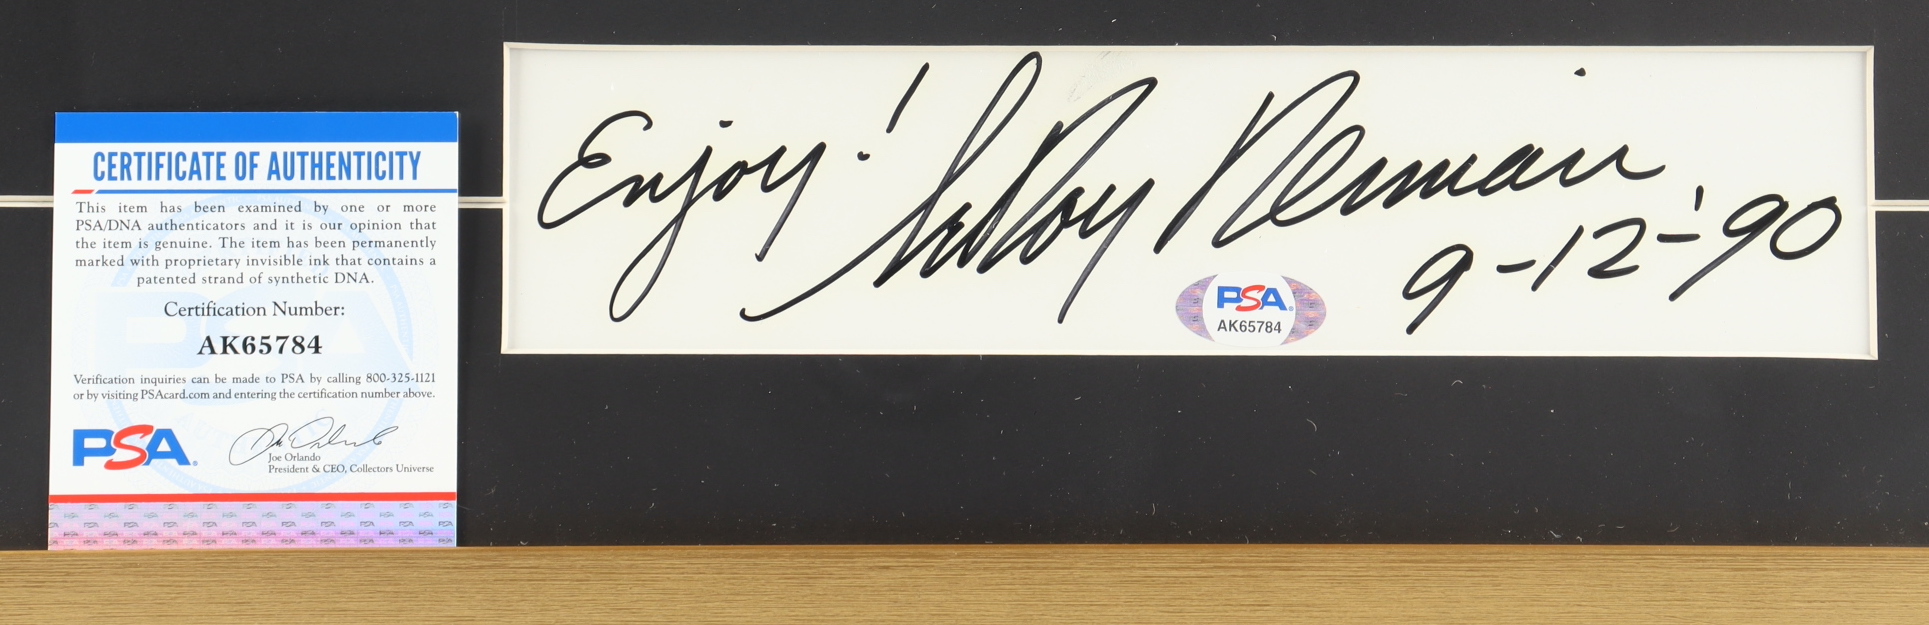 CERTIFICATE OF AUTHENTICITY
This item has been examined by one or more
PSA/DNA authenticators and it is our opinion that
the item is genuine. The item has been permanently
marked with proprietary invisible ink that contains a
patented strand of synthetic DNA.
Certification Number:
AK65784
Verification inquiries can be made to PSA by calling 800-325-1121
or by visiting PSAcard.com and entering the certification number above.
PSA
Joe Orlando
President & CEO, Collectors Universe
Enjoy! LeRoy Neiman
9-12-'90
PSA
AK65784